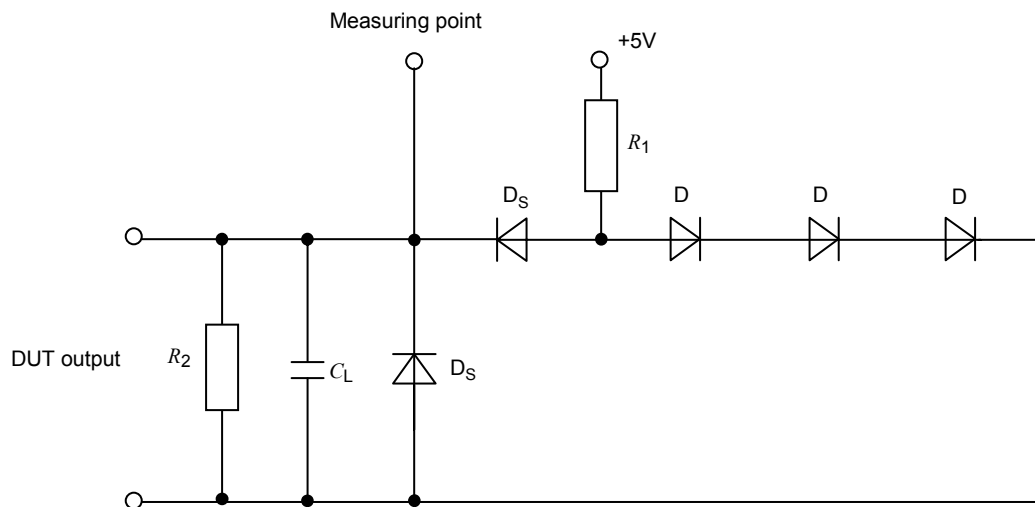 Measuring point
+5V
R1
DS
D
D
D
DUT output
R2
CL
DS